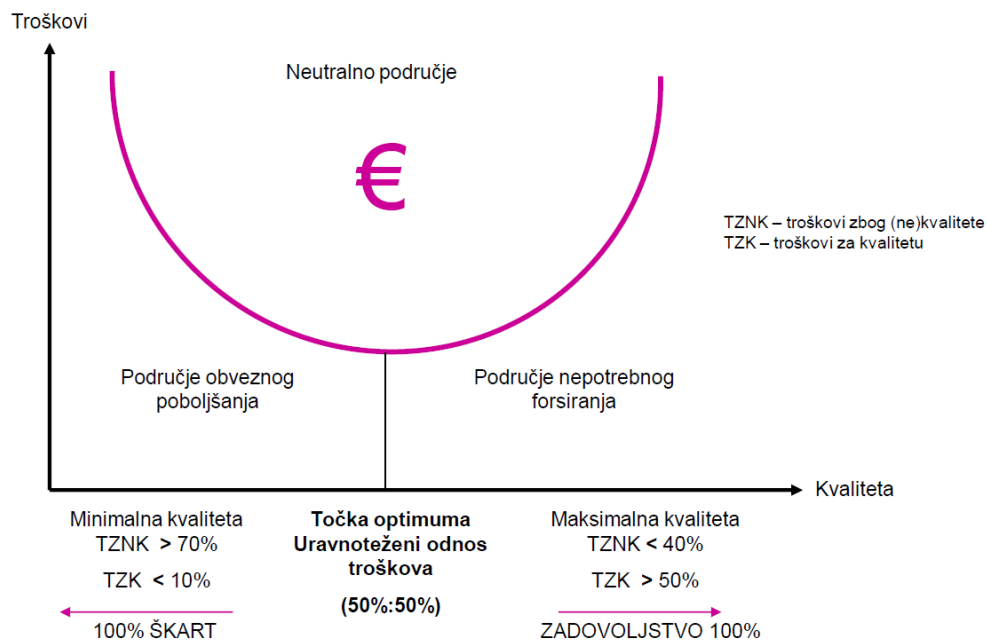 Troškovi
Neutralno područje
€
TZNK – troškovi zbog (ne)kvalitete
TZK – troškovi za kvalitetu
Područje obveznog
poboljšanja
Područje nepotrebnog
forsiranja
Kvaliteta
Minimalna kvaliteta
TZNK > 70%
TZK < 10%
100% ŠKART
Točka optimuma
Uravnoteženi odnos
troškova
(50%:50%)
Maksimalna kvaliteta
TZNK < 40%
TZK > 50%
ZADOVOLJSTVO 100%